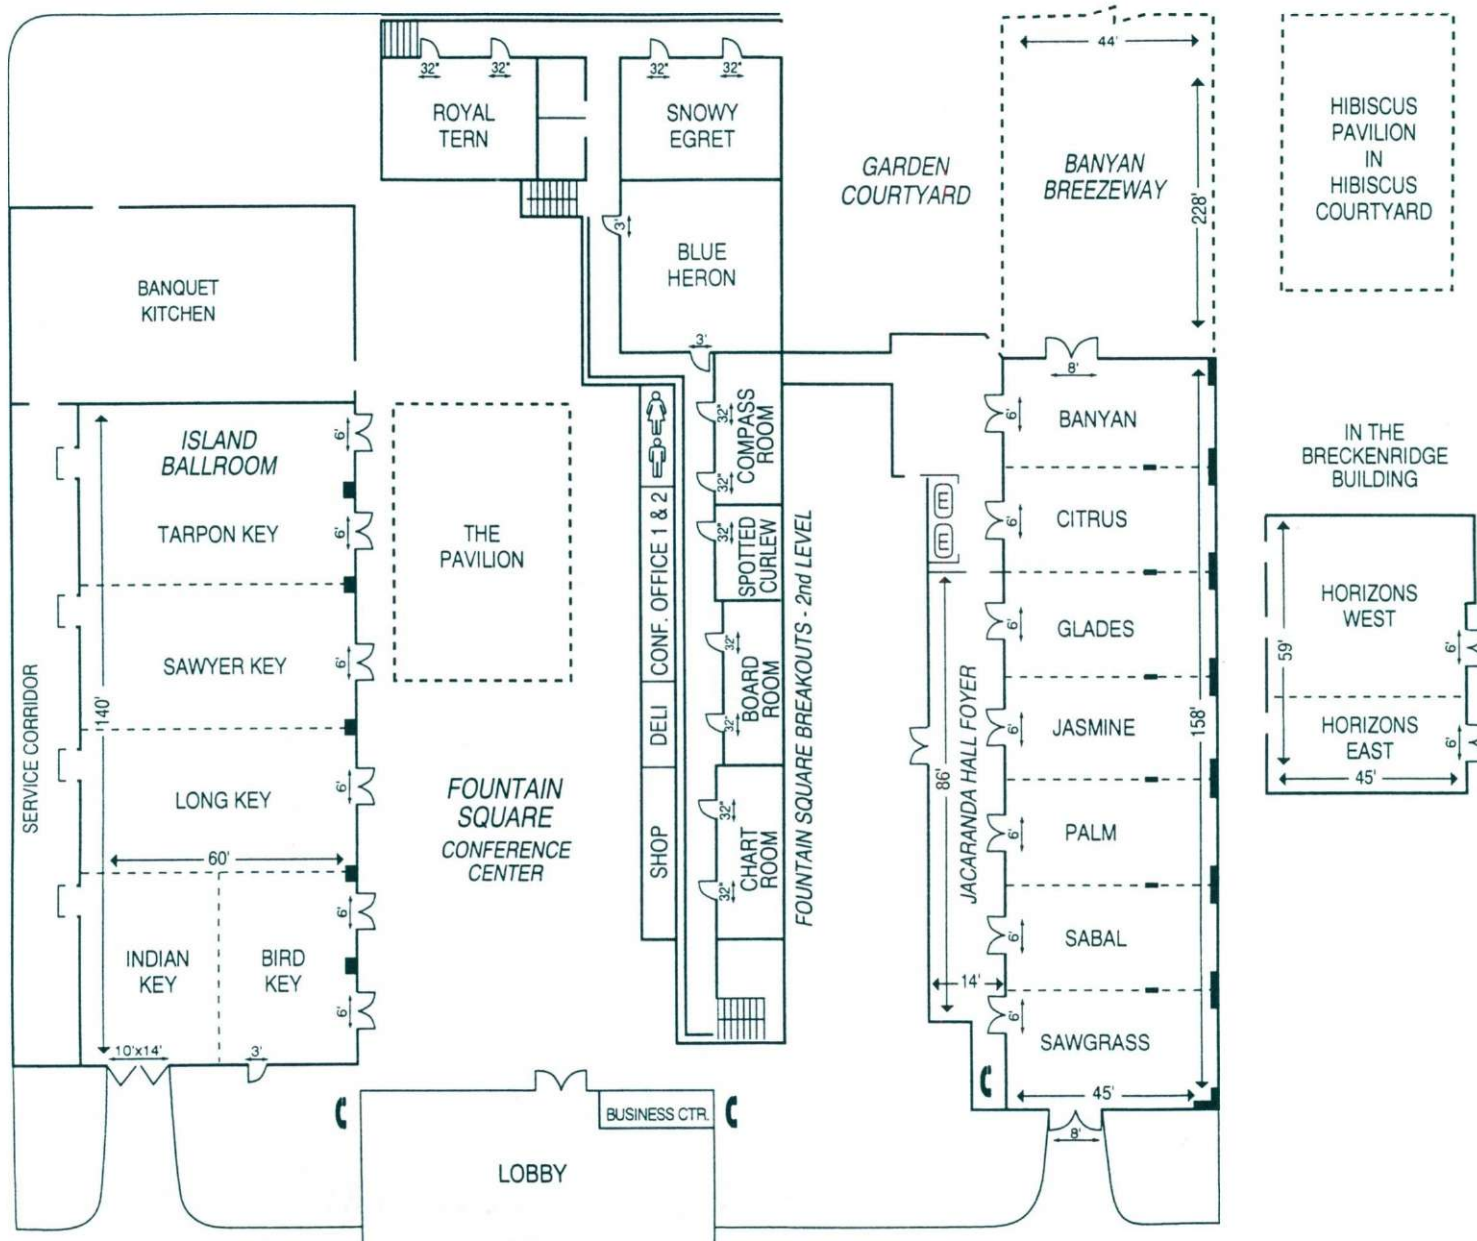 32"
32"
ROYAL
TERN
32"
32"
SNOWY
EGRET
44'
HIBISCUS
PAVILION
IN
HIBISCUS
COURTYARD
GARDEN
COURTYARD
BANYAN
BREEZEWAY
228'
3'
BLUE
HERON
BANQUET
KITCHEN
3'
8'
ISLAND
BALLROOM
6'
TARPON KEY
6'
SAWYER KEY
6'
LONG KEY
6'
60'
140'
SERVICE CORRIDOR
INDIAN
KEY
BIRD
KEY
6'
6'
10'x14'
3'
THE
PAVILION
FOUNTAIN
SQUARE
CONFERENCE
CENTER
CONF. OFFICE 1 & 2
DELI
SHOP
32"
32"
COMPASS
ROOM
32"
SPOTTED
CURLEW
32"
32"
BOARD
ROOM
32"
32"
CHART
ROOM
FOUNTAIN SQUARE BREAKOUTS - 2nd LEVEL
E
E
86'
JACARANDA HALL FOYER
14'
6'
BANYAN
6'
CITRUS
6'
GLADES
6'
JASMINE
158'
6'
PALM
6'
SABAL
6'
SAWGRASS
45'
8'
IN THE
BRECKENRIDGE
BUILDING
HORIZONS
WEST
59'
6'
HORIZONS
EAST
6'
45'
BUSINESS CTR.
LOBBY